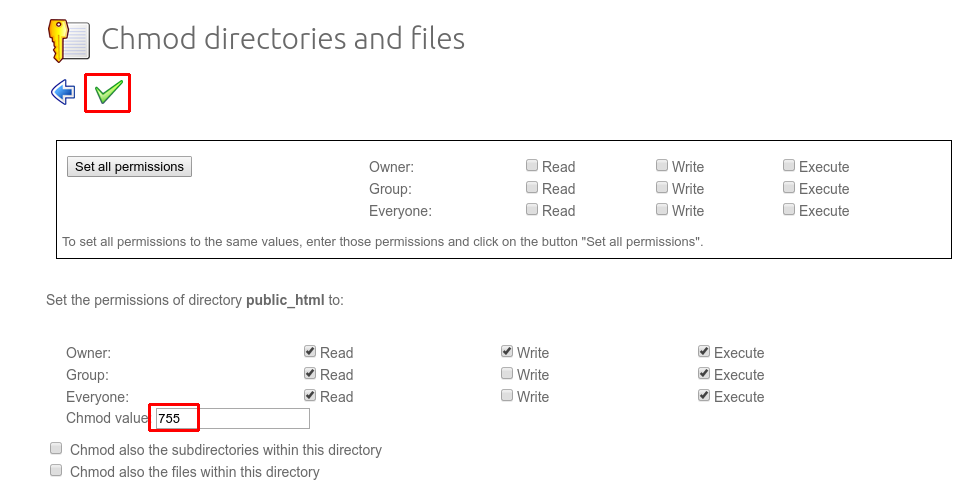 Chmod directories and files
Set all permissions
Owner: Read Write Execute
Group: Read Write Execute
Everyone: Read Write Execute
To set all permissions to the same values, enter those permissions and click on the button "Set all permissions".
Set the permissions of directory public_html to:
Owner: Read Write Execute
Group: Read Write Execute
Everyone: Read Write Execute
Chmod value 755
Chmod also the subdirectories within this directory
Chmod also the files within this directory